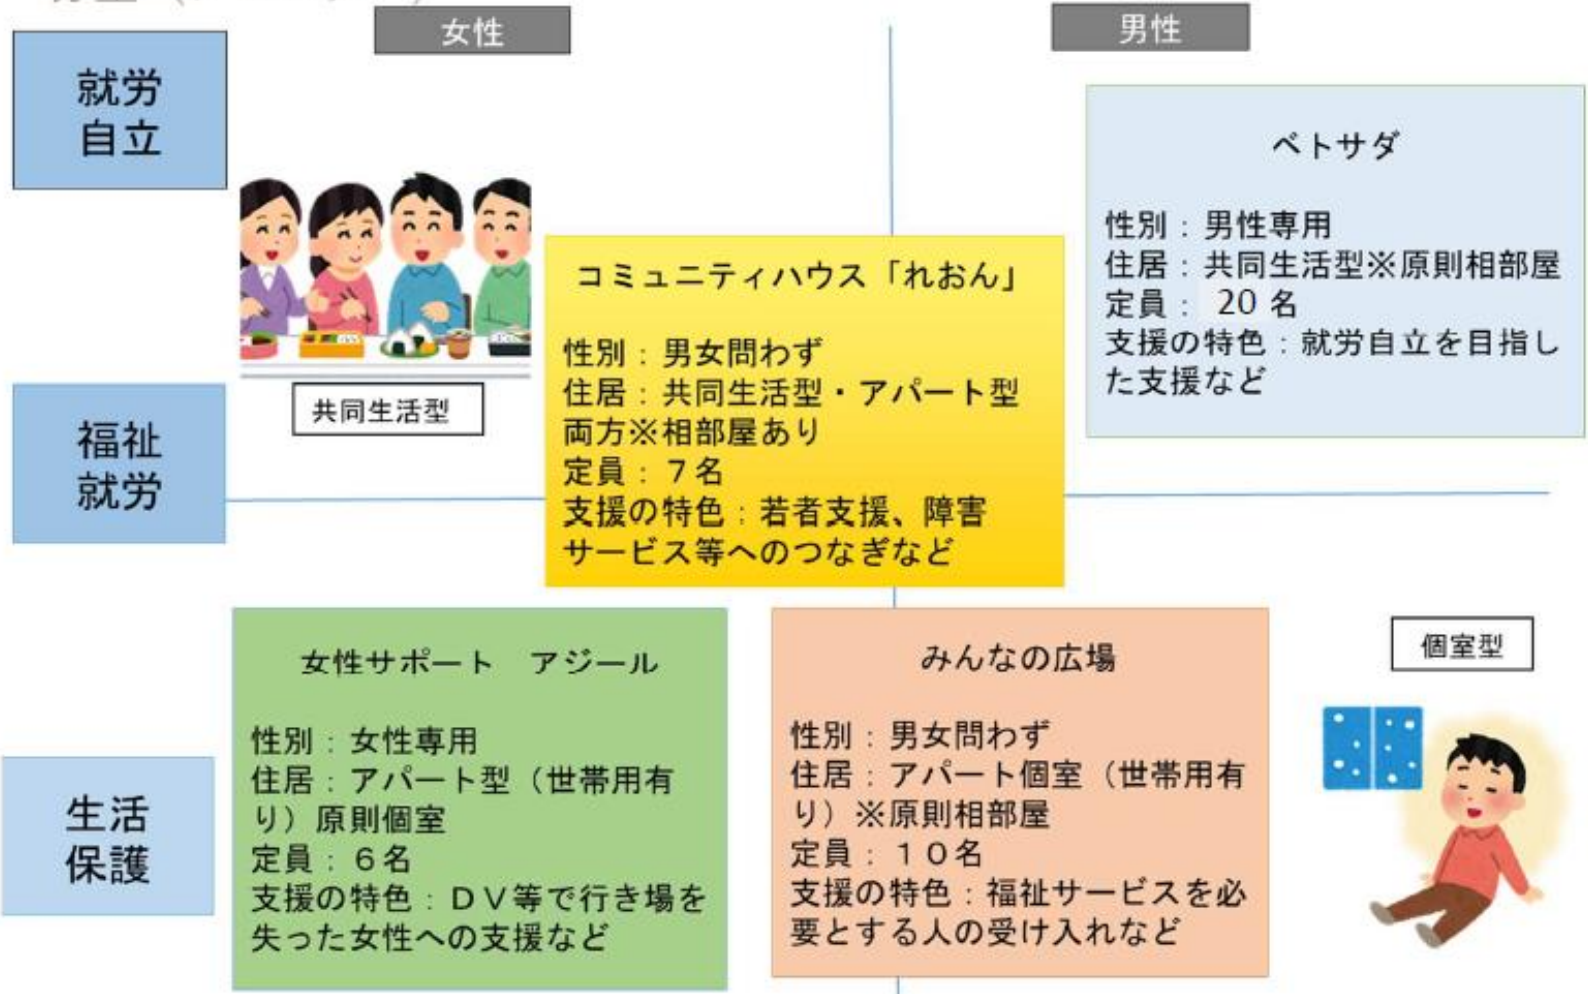 女性
男性
就労
自立
ベトサダ
性別：男性専用
住居：共同生活型※原則相部屋
定員： 20 名
支援の特色：就労自立を目指し
た支援など
コミュニティハウス「れおん」
性別：男女問わず
住居：共同生活型・アパート型
両方※相部屋あり
定員：７名
支援の特色：若者支援、障害
サービス等へのつなぎなど
共同生活型
福祉
就労
女性サポート　アジール
性別：女性専用
住居：アパート型（世帯用有
り）原則個室
定員：６名
支援の特色：ＤＶ等で行き場を
失った女性への支援など
みんなの広場
性別：男女問わず
住居：アパート個室（世帯用有
り）※原則相部屋
定員：１０名
支援の特色：福祉サービスを必
要とする人の受け入れなど
個室型
生活
保護